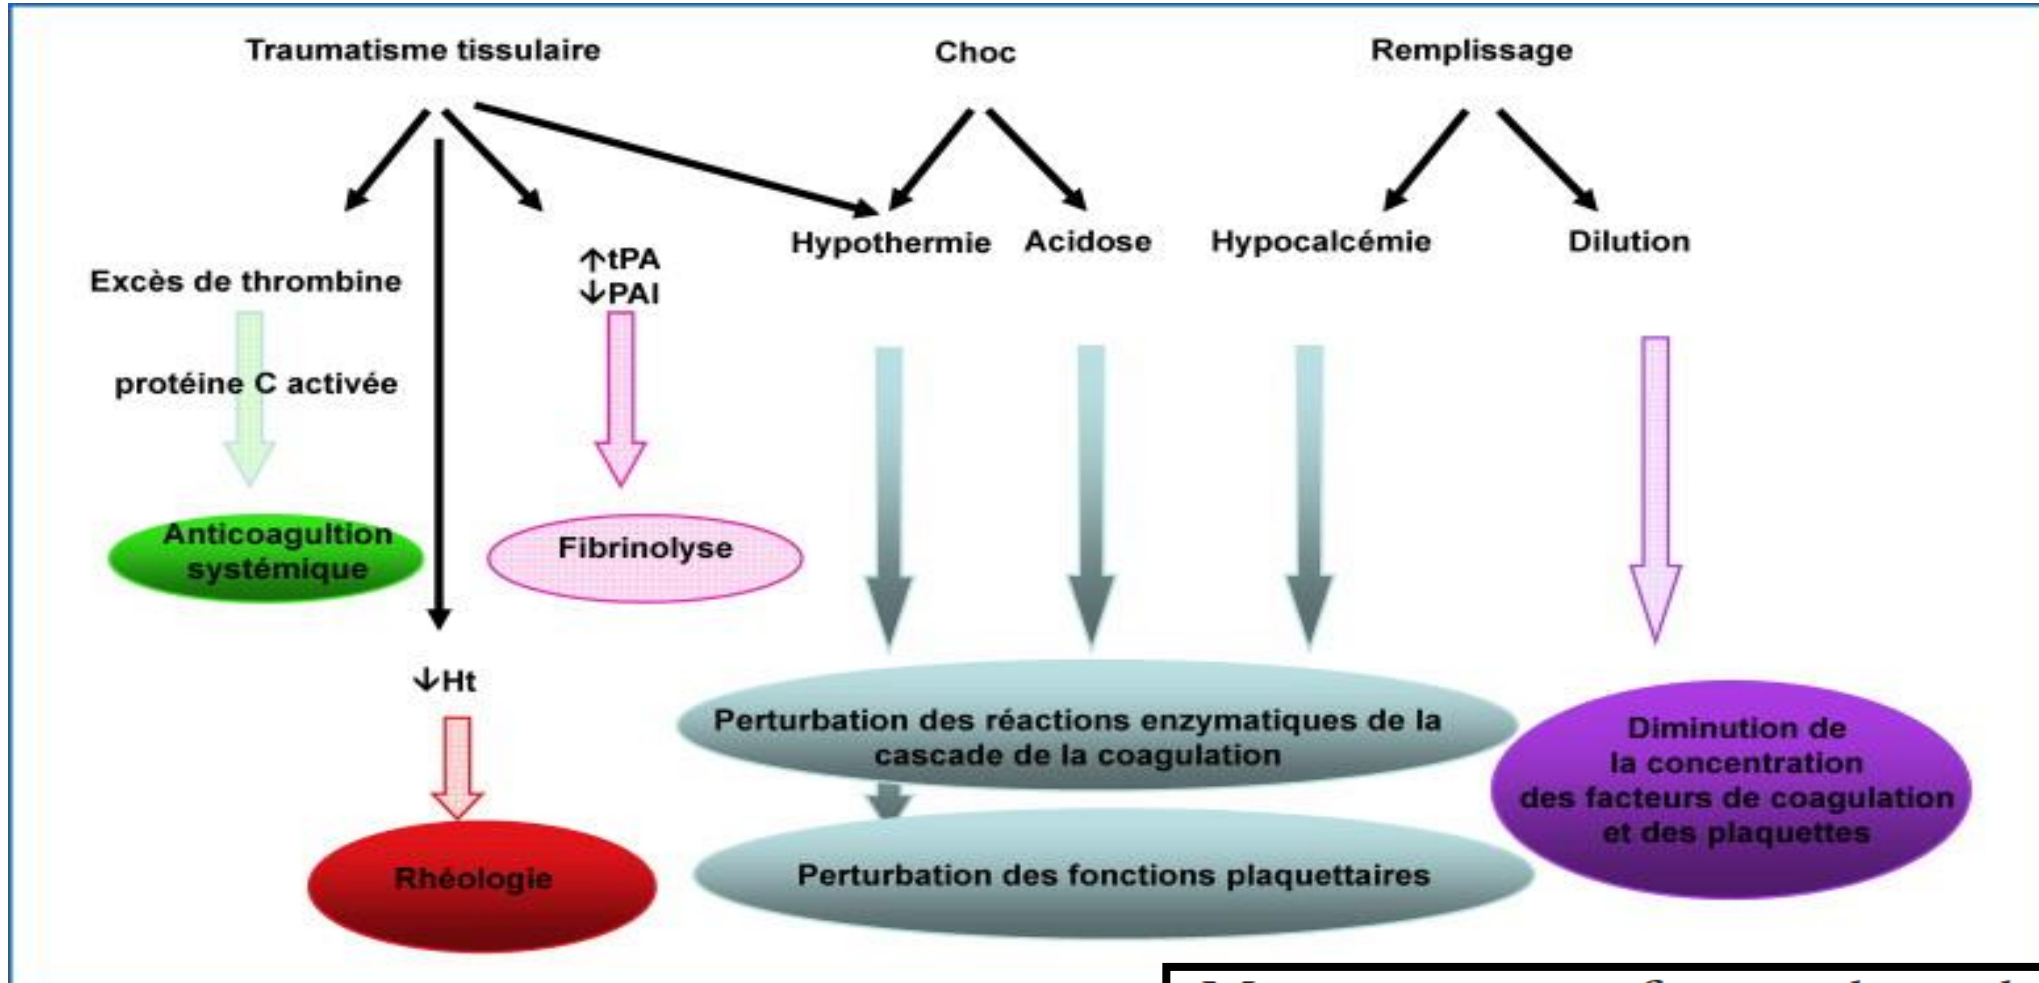 Traumatisme tissulaire
Choc
Remplissage
Hypothermie
Acidose
Hypocalcémie
Dilution
Excès de thrombine
↑tPA
↓PAI
protéine C activée
Anticoagultion
systémique
Fibrinolyse
↓Ht
Rhéologie
Perturbation des réactions enzymatiques de la
cascade de la coagulation
Perturbation des fonctions plaquettaires
Diminution de
la concentration
des facteurs de coagulation
et des plaquettes